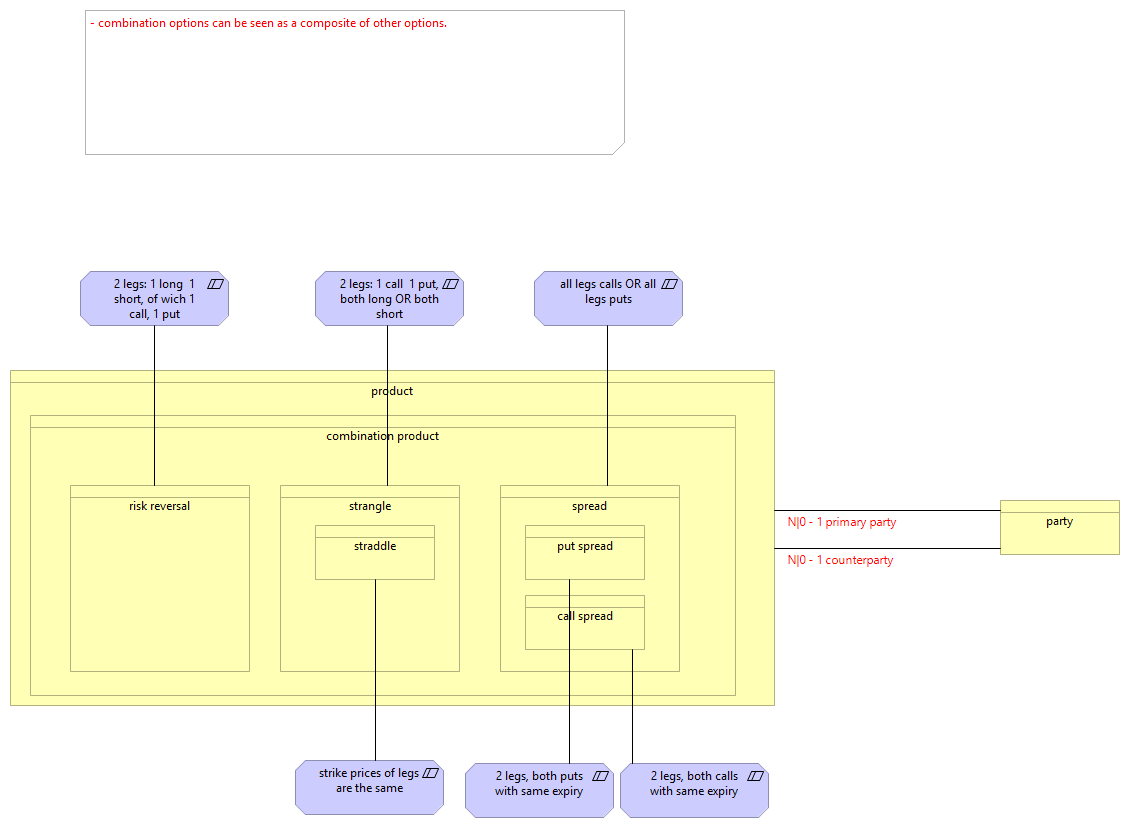 - combination options can be seen as a composite of other options.
2 legs: 1 long  1
short, of wich 1
call, 1 put
2 legs: 1 call  1 put,
both long OR both
short
all legs calls OR all
legs puts
product
combination product
risk reversal
strangle
spread
straddle
put spread
call spread
N|0 - 1 primary party
party
N|0 - 1 counterparty
strike prices of legs
are the same
2 legs, both puts
with same expiry
2 legs, both calls
with same expiry